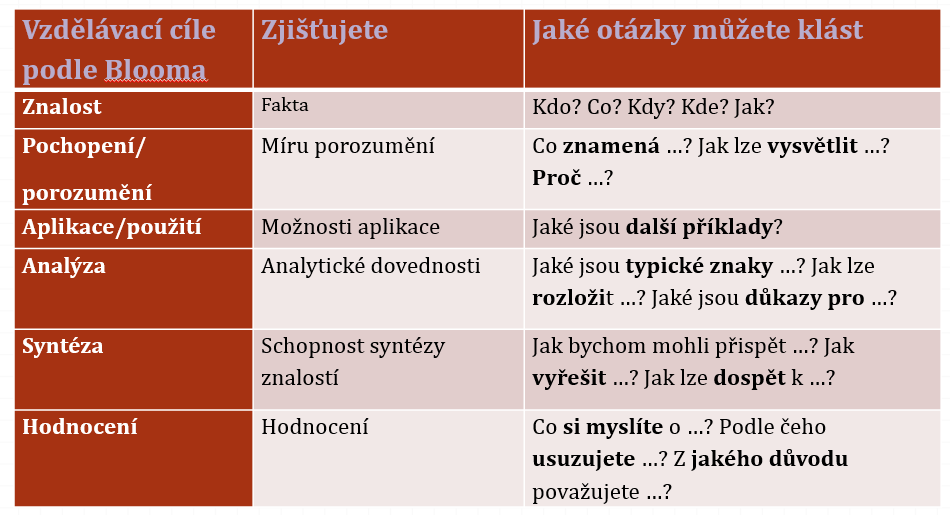 Vzdělávací cíle
podle Blooma
Zjišťujete
Jaké otázky můžete klást
Znalost
Fakta
Kdo? Co? Kdy? Kde? Jak?
Pochopení/
porozumění
Míru porozumění
Co znamená …? Jak lze vysvětlit …?
Proč …?
Aplikace/použití
Možnosti aplikace
Jaké jsou další příklady?
Analýza
Analytické dovednosti
Jaké jsou typické znaky …? Jak lze
rozložit …? Jaké jsou důkazy pro …?
Syntéza
Schopnost syntézy
znalostí
Jak bychom mohli přispět …? Jak
vyřešit …? Jak lze dospět k …?
Hodnocení
Hodnocení
Co si myslíte o …? Podle čeho
usuzujete …? Z jakého důvodu
považujete …?